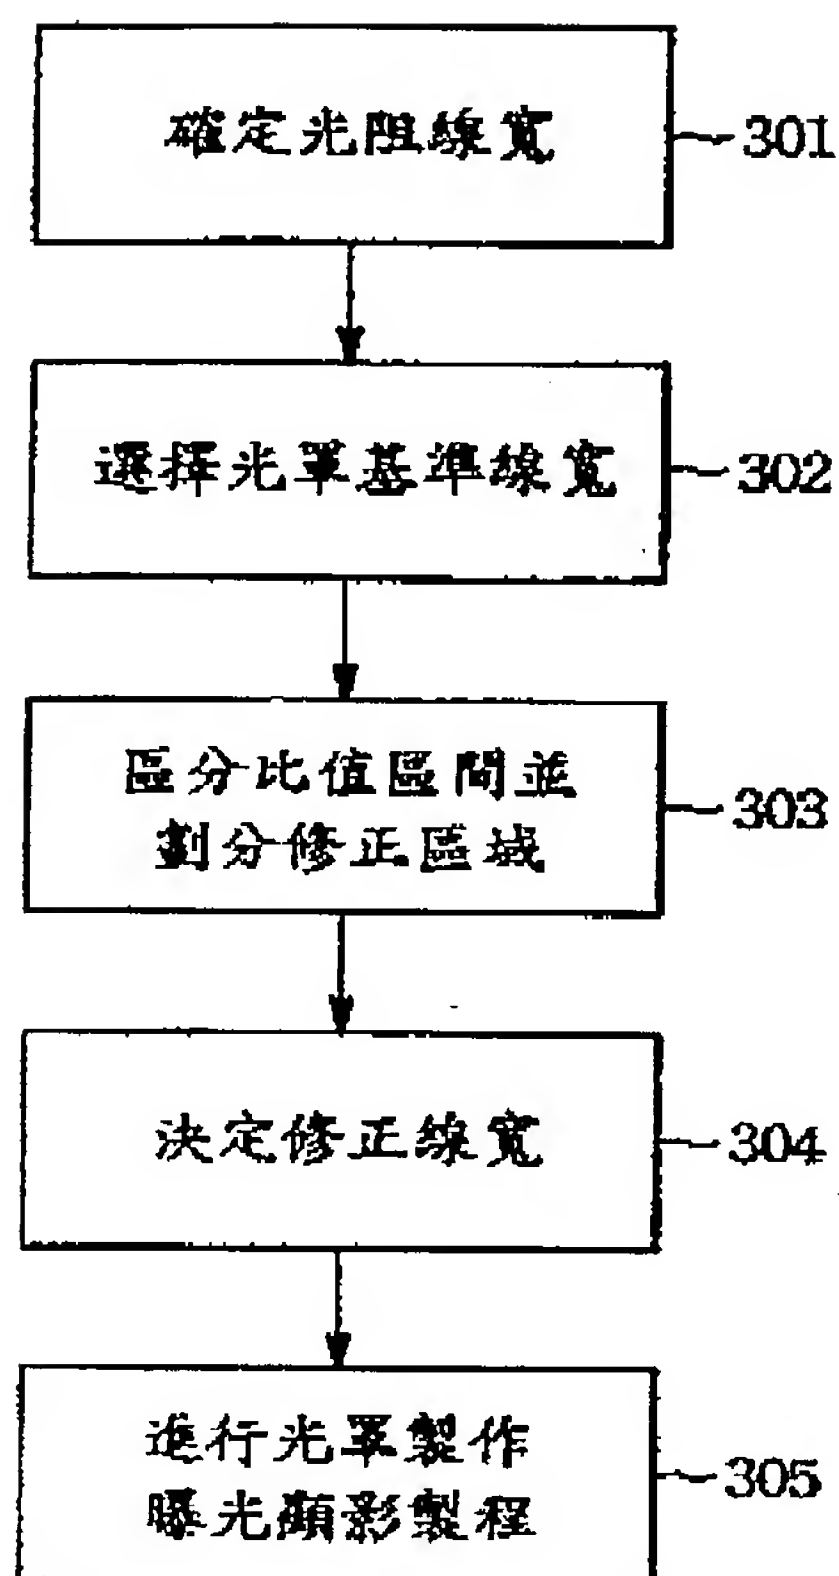 確定光阻線寬
301
選擇光罩基準線寬
302
區分比值區間並
劃分修正區域
303
決定修正線寬
304
進行光罩製作
曝光顯影製程
305